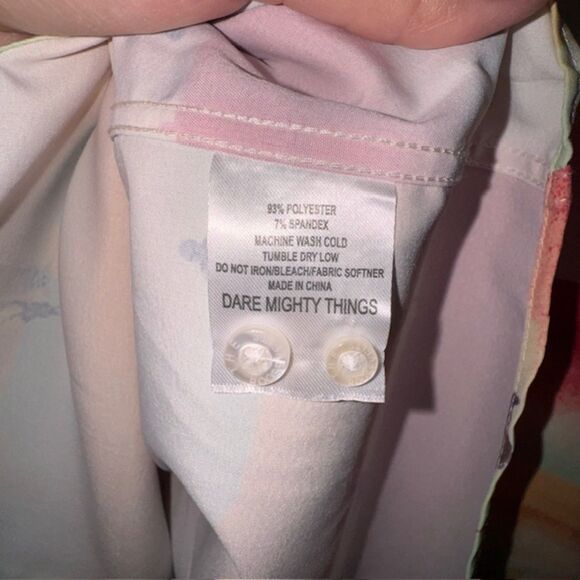 93% POLYESTER
7% SPANDEX
MACHINE WASH COLD
TUMBLE DRY LOW
DO NOT IRON/BLEACH/FABRIC SOFTNER
MADE IN CHINA
DARE MIGHTY THINGS